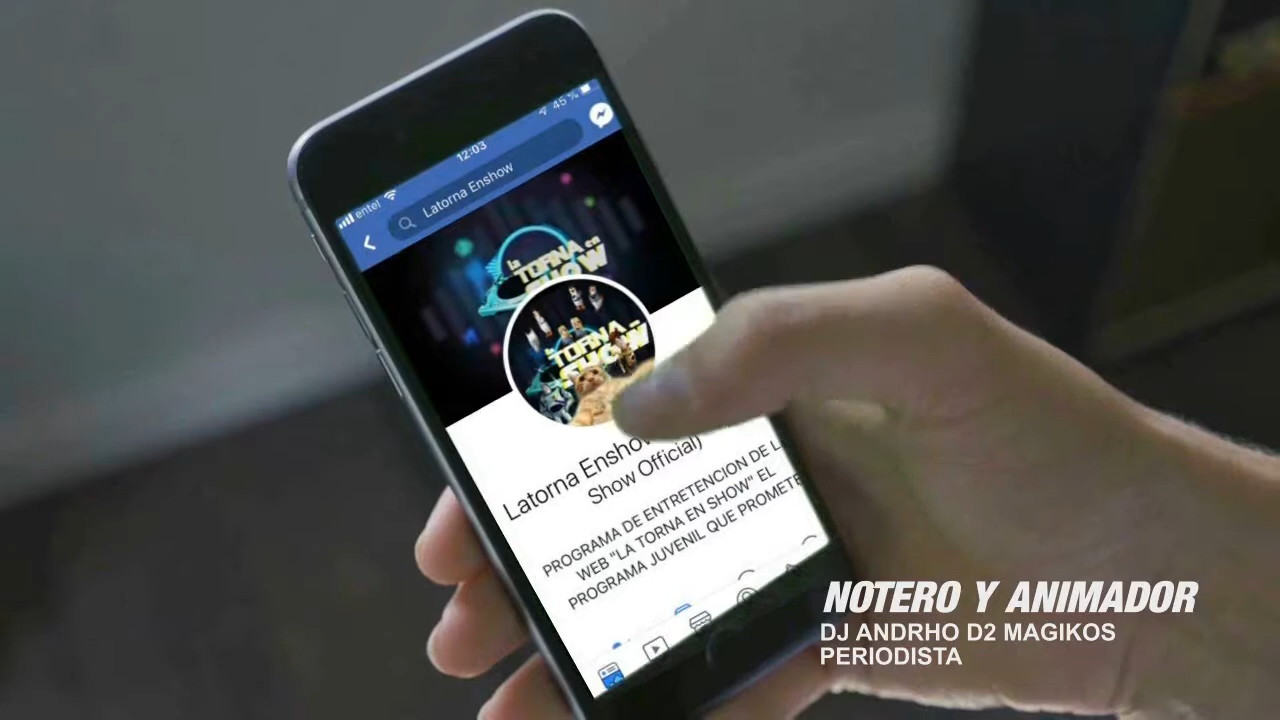 entel 12:03 45 %
Latorna Enshow
La
TORNA en
SHOW
La
TORNA en
SHOW
Latorna Enshow
Show Official)
PROGRAMA DE ENTRETENCION DE L
WEB "LA TORNA EN SHOW" EL
PROGRAMA JUVENIL QUE PROMETE
NOTERO Y ANIMADOR
DJ ANDRHO D2 MAGIKOS
PERIODISTA